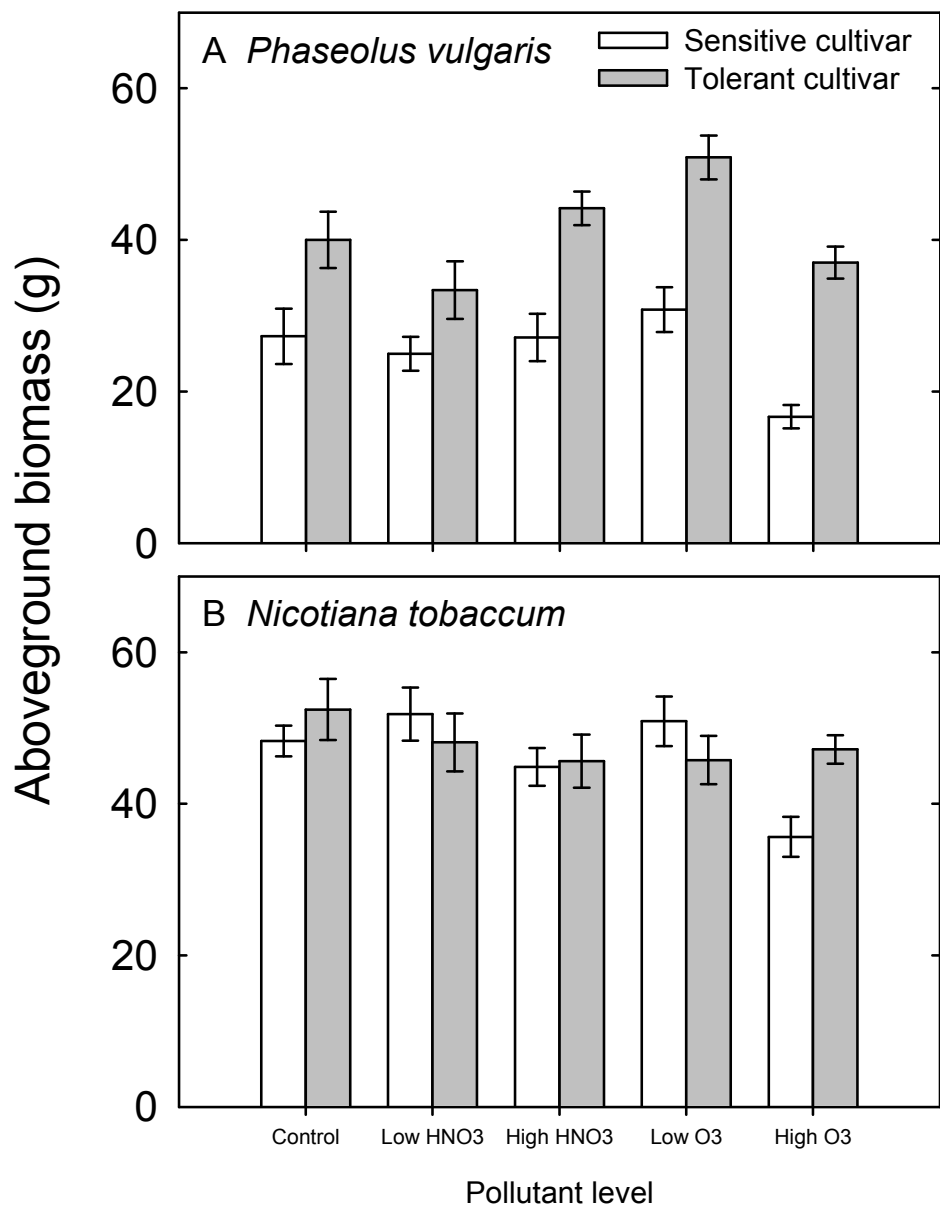 A Phaseolus vulgaris
Sensitive cultivar
Tolerant cultivar
60
40
20
0
Aboveground biomass (g)
B Nicotiana tobaccum
60
40
20
0
Control Low HNO3 High HNO3 Low O3 High O3
Pollutant level